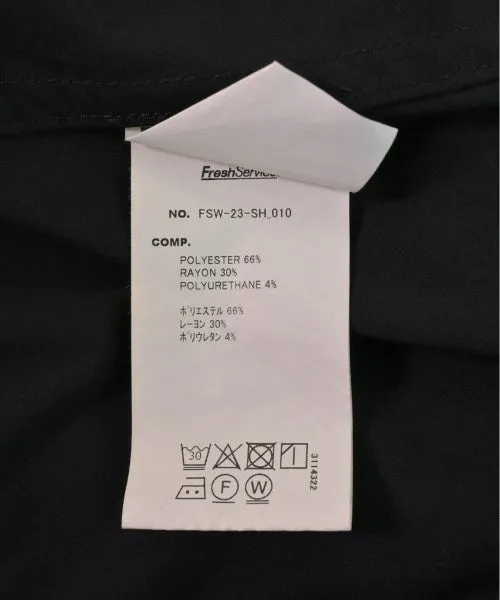 FreshService
NO. FSW-23-SH_010
COMP.
POLYESTER 66%
RAYON 30%
POLYURETHANE 4%
ポリエステル 66%
レーヨン 30%
ポリウレタン 4%
30
F
W
3114322